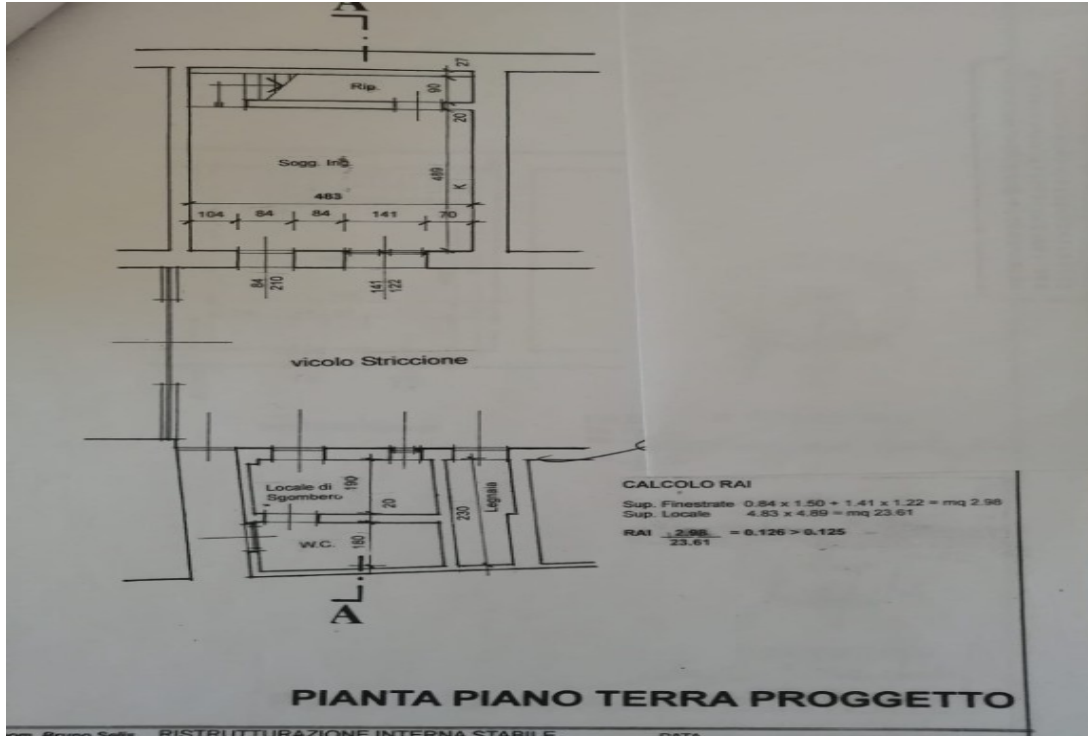 A
27
Rip.
90
20
Sogg. Ing.
489
K
483
104 84 84 141 70
84
210
141
122
vicolo Striccione
Locale di
Sgombero
190
20
230
Legnaia
W.C.
180
A
CALCOLO RAI
Sup. Finestrate 0.84 x 1.50 + 1.41 x 1.22 = mq 2.98
Sup. Locale 4.83 x 4.89 = mq 23.61
RAI 2.98 = 0.126 > 0.125
23.61
PIANTA PIANO TERRA PROGGETTO
Bruno RISTRUTTURAZIONE INTERNA STABILE DATA